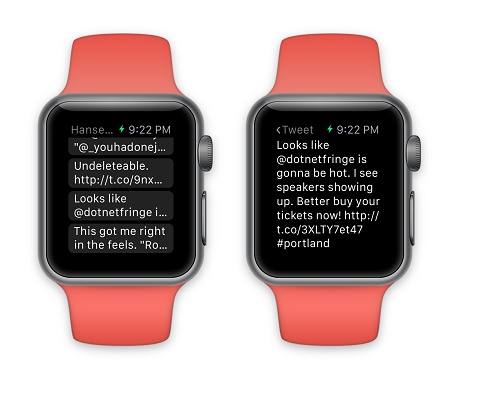 Hanse... 9:22 PM
"@_youhadonej...
Undeleteable.
http://t.co/9nx...
Looks like
@dotnetfringe i...
This got me right
in the feels. "Ro...
<Tweet 9:22 PM
Looks like
@dotnetfringe is
gonna be hot. I see
speakers showing
up. Better buy your
tickets now! http://
t.co/3XLTY7et47
#portland